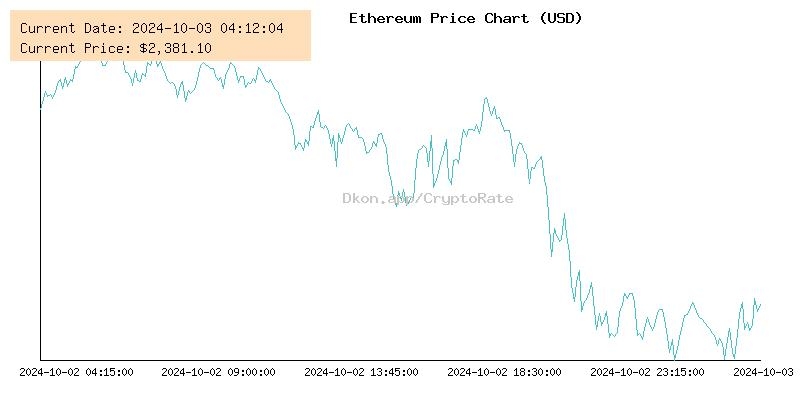 Ethereum Price Chart (USD)
Current Date: 2024-10-03 04:12:04
Current Price: $2,381.10
Dkon.app/CryptoRate
2024-10-02 04:15:00 2024-10-02 09:00:00 2024-10-02 13:45:00 2024-10-02 18:30:00 2024-10-02 23:15:00 2024-10-03